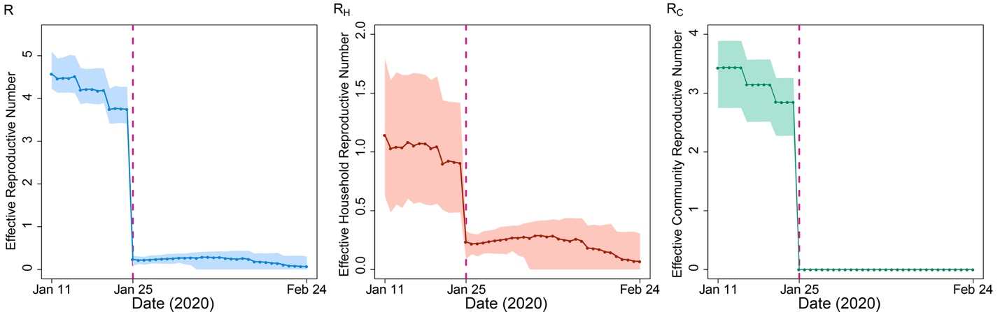 R
Effective Reproductive Number
5
4
3
2
1
0
Jan 11
Jan 25
Feb 24
Date (2020)
R_H
Effective Household Reproductive Number
2.0
1.5
1.0
0.5
0.0
Jan 11
Jan 25
Feb 24
Date (2020)
R_C
Effective Community Reproductive Number
4
3
2
1
0
Jan 11
Jan 25
Feb 24
Date (2020)